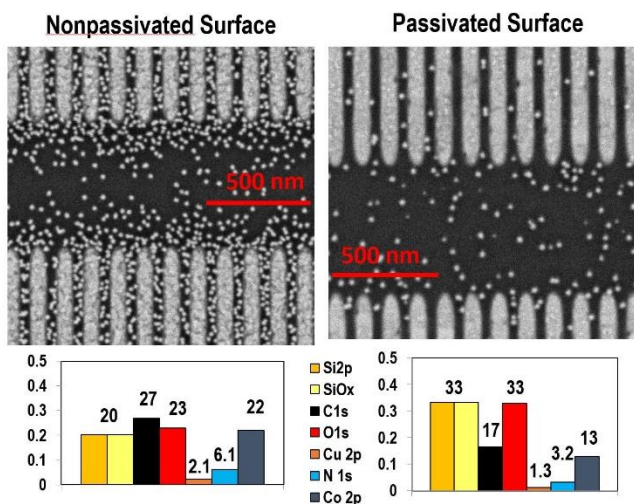 Nonpassivated Surface
Passivated Surface
500 nm
500 nm
0.5
0.4
0.3
0.2
0.1
0
20
27
23
2.1
6.1
22
Si2p
SiOx
C1s
O1s
Cu 2p
N 1s
Co 2p
0.5
0.4
0.3
0.2
0.1
0
33
17
33
1.3
3.2
13